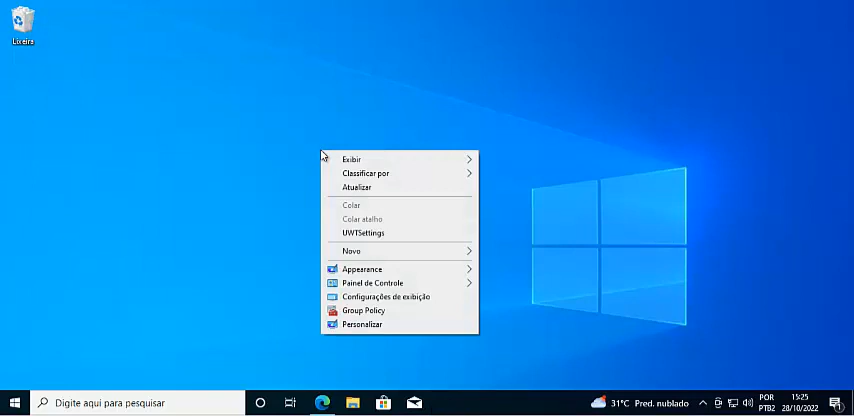 Lixeira
Exibir
Classificar por
Atualizar
Colar
Colar atalho
UWTSettings
Novo
Appearance
Painel de Controle
Configurações de exibição
Group Policy
Personalizar
Digite aqui para pesquisar
31°C Pred. nublado
POR
PTB2
15:25
28/10/2022
1